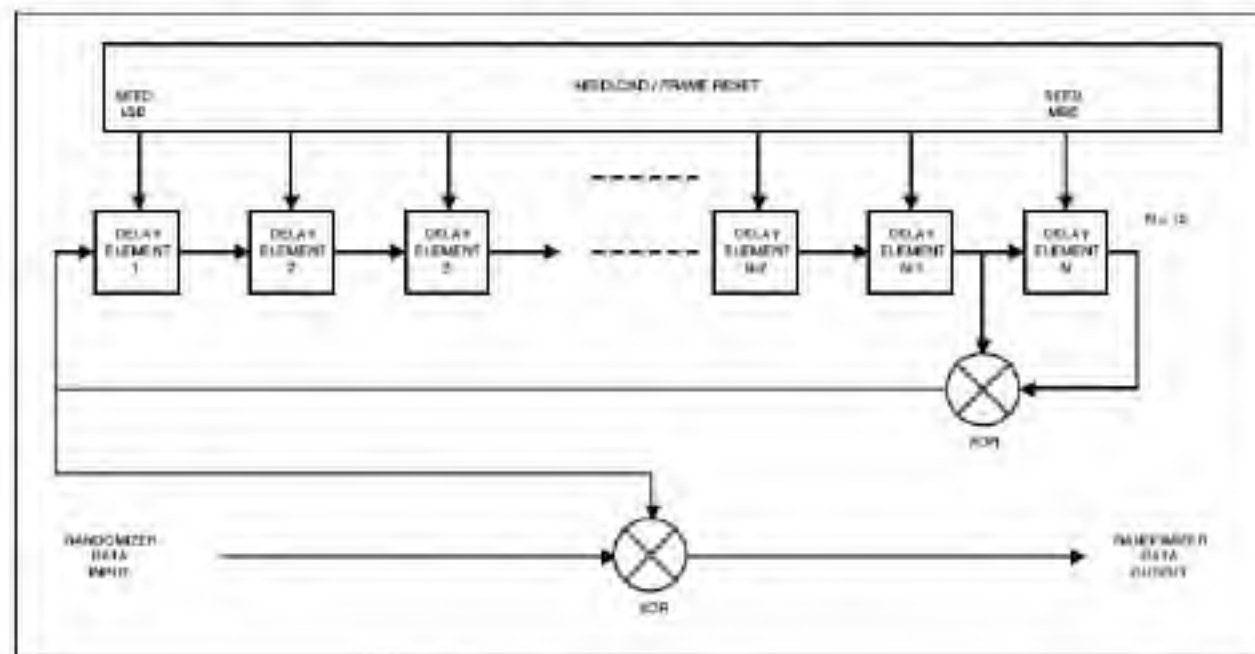 SEED LOAD / FRAME RESET
SEED
LSB
SEED
MSB
DELAY
ELEMENT
1
DELAY
ELEMENT
2
DELAY
ELEMENT
3
DELAY
ELEMENT
N-2
DELAY
ELEMENT
N-1
DELAY
ELEMENT
N
XOR
RANDOMIZER
DATA
INPUT
RANDOMIZER
DATA
OUTPUT
XOR